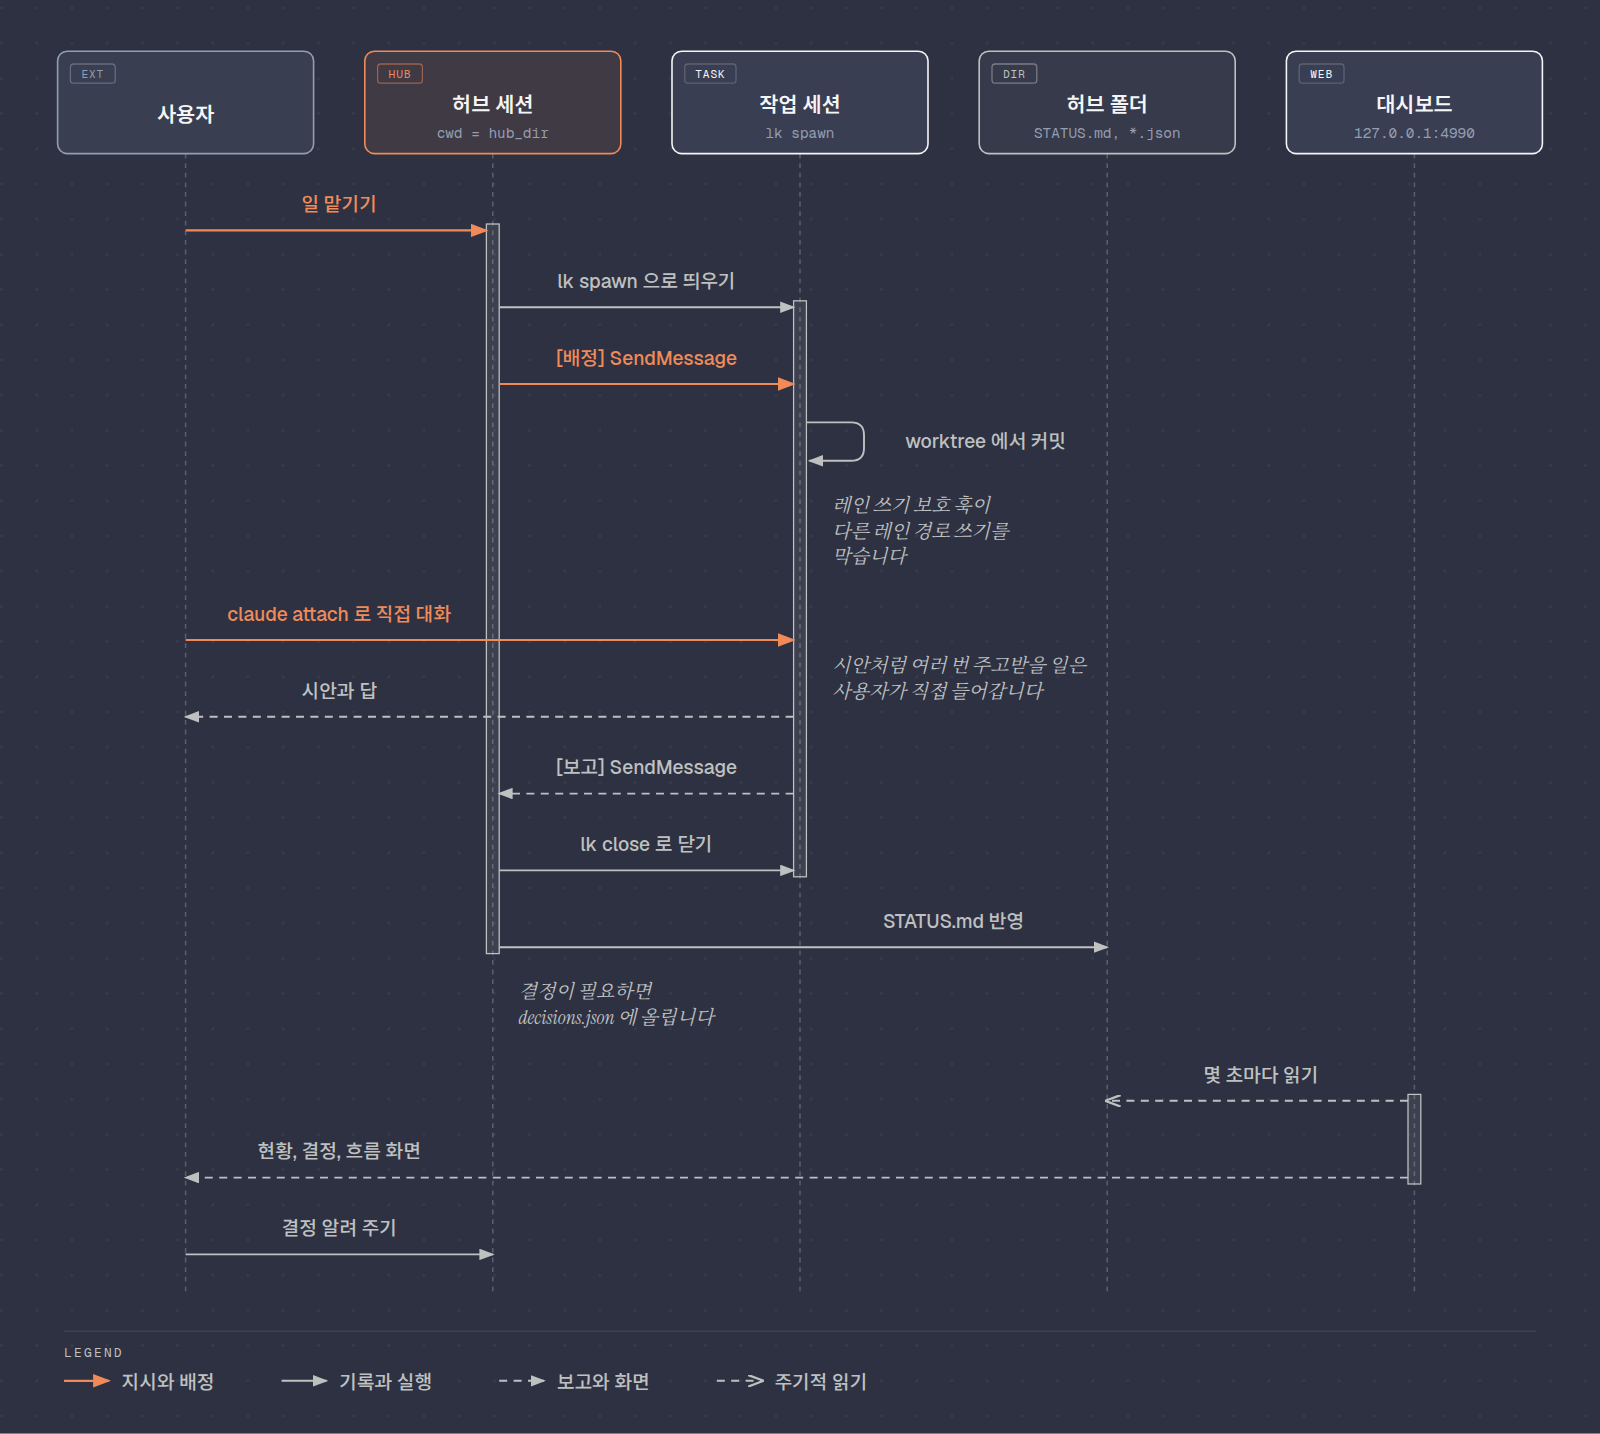 EXT
사용자
HUB
허브 세션
cwd = hub_dir
TASK
작업 세션
lk spawn
DIR
허브 폴더
STATUS.md, *.json
WEB
대시보드
127.0.0.1:4990
일 맡기기
lk spawn 으로 띄우기
[배정] SendMessage
worktree 에서 커밋
레인 쓰기 보호 훅이
다른 레인 경로 쓰기를
막습니다
claude attach 로 직접 대화
시안처럼 여러 번 주고받을 일은
사용자가 직접 들어갑니다
시안과 답
[보고] SendMessage
lk close 로 닫기
STATUS.md 반영
결정이 필요하면
decisions.json 에 올립니다
몇 초마다 읽기
현황, 결정, 흐름 화면
결정 알려 주기
LEGEND
지시와 배정
기록과 실행
보고와 화면
주기적 읽기